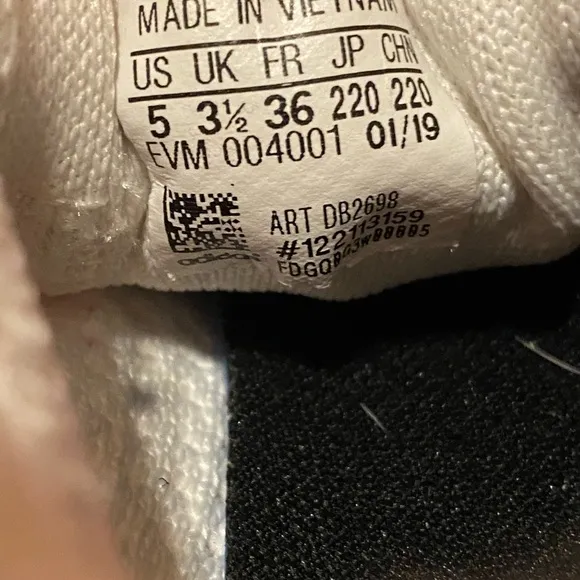 MADE IN VIETNAM
US UK FR JP CHN
5 3½ 36 220 220
EVM 004001 01/19
ART DB2698
#122113159
adidas